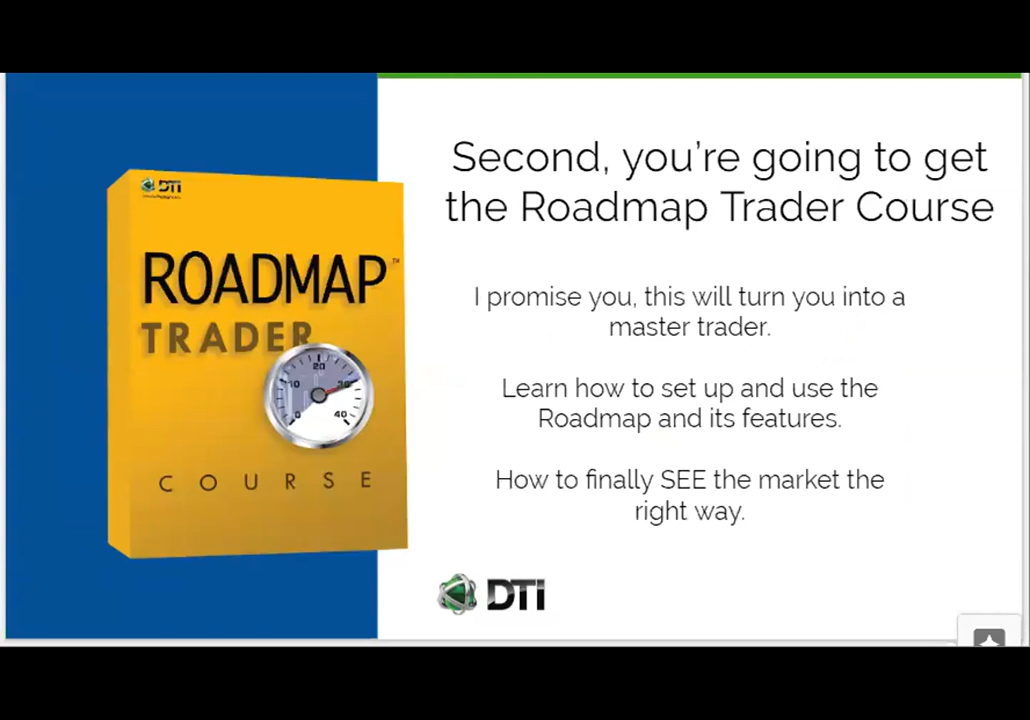 DTI
ROADMAP™
TRADER
0 10 20 30 40
COURSE
Second, you're going to get
the Roadmap Trader Course
I promise you, this will turn you into a
master trader.
Learn how to set up and use the
Roadmap and its features.
How to finally SEE the market the
right way.
DTI